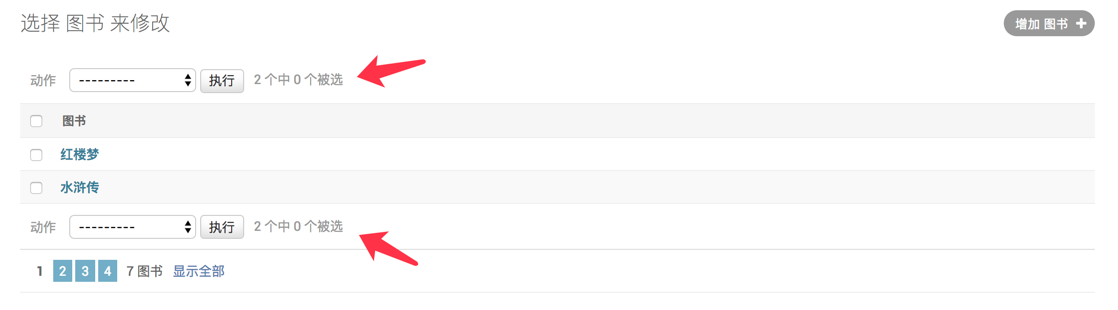 选择 图书 来修改
增加 图书 +
动作 --------- 执行 2 个中 0 个被选
图书
红楼梦
水浒传
动作 --------- 执行 2 个中 0 个被选
1 2 3 4 7 图书 显示全部